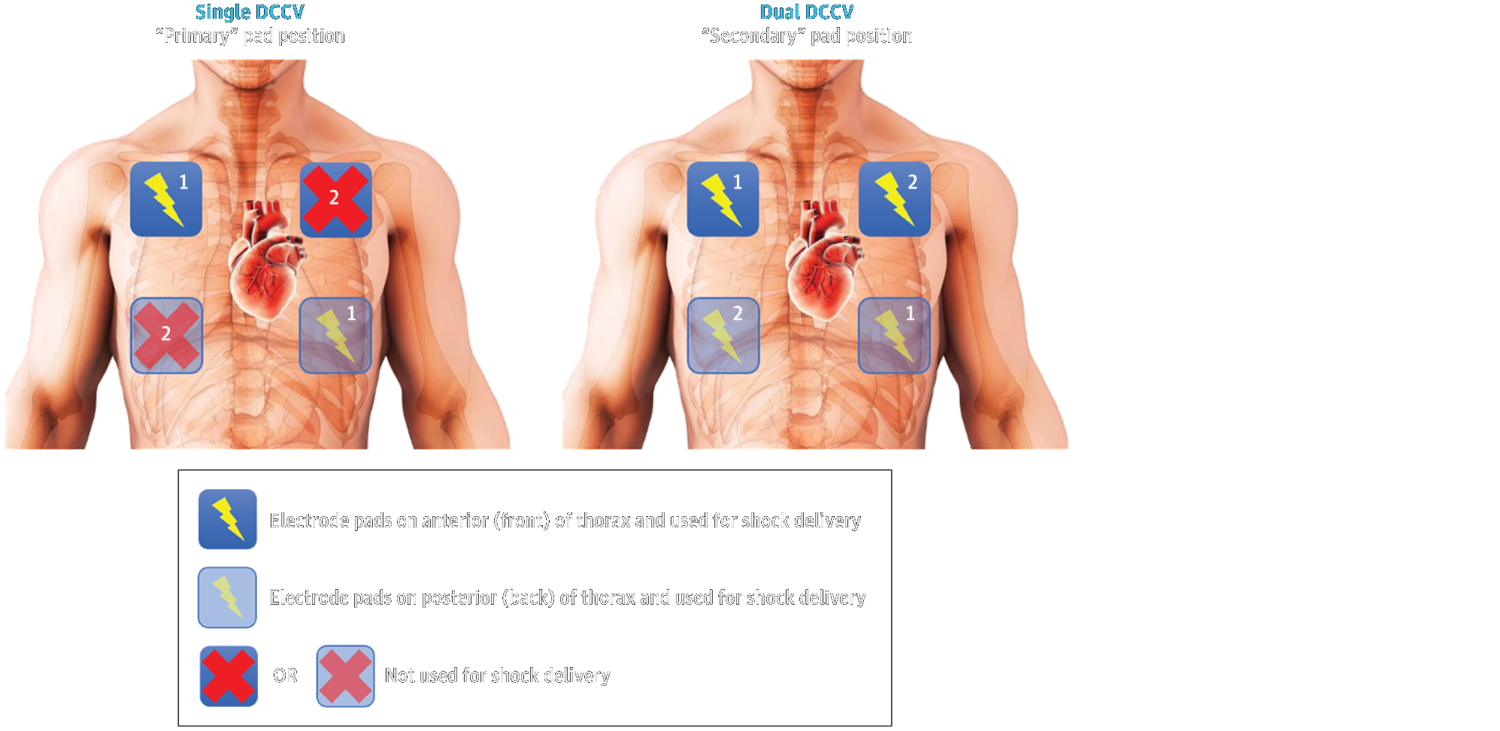 Single DCCV
“Primary” pad position
Dual DCCV
“Secondary” pad position
1
2
2
1
1
2
2
1
Electrode pads on anterior (front) of thorax and used for shock delivery
Electrode pads on posterior (back) of thorax and used for shock delivery
OR
Not used for shock delivery